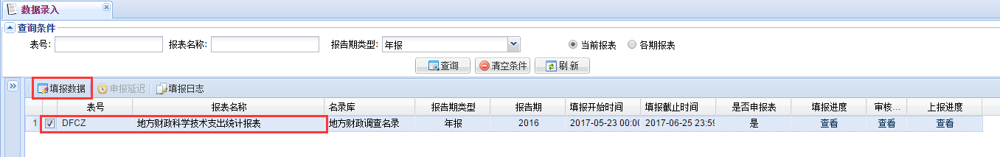 数据录入
查询条件
表号: 报表名称: 报告期类型: 年报 当前报表 各期报表
查询 清空条件 刷 新
填报数据 申报延迟 填报日志
表号 报表名称 名录库 报告期类型 报告期 填报开始时间 填报截止时间 是否申报表 填报进度 审核... 上报进度
1 DFCZ 地方财政科学技术支出统计报表 地方财政调查名录 年报 2016 2017-05-23 00:00 2017-06-25 23:59 是 查看 查看 查看